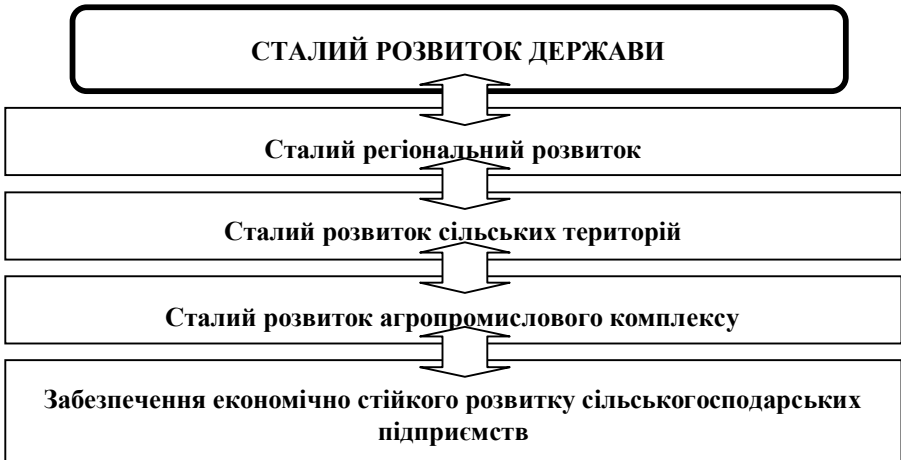 СТАЛИЙ РОЗВИТОК ДЕРЖАВИ
Сталий регіональний розвиток
Сталий розвиток сільських територій
Сталий розвиток агропромислового комплексу
Забезпечення економічно стійкого розвитку сільськогосподарських
підприємств